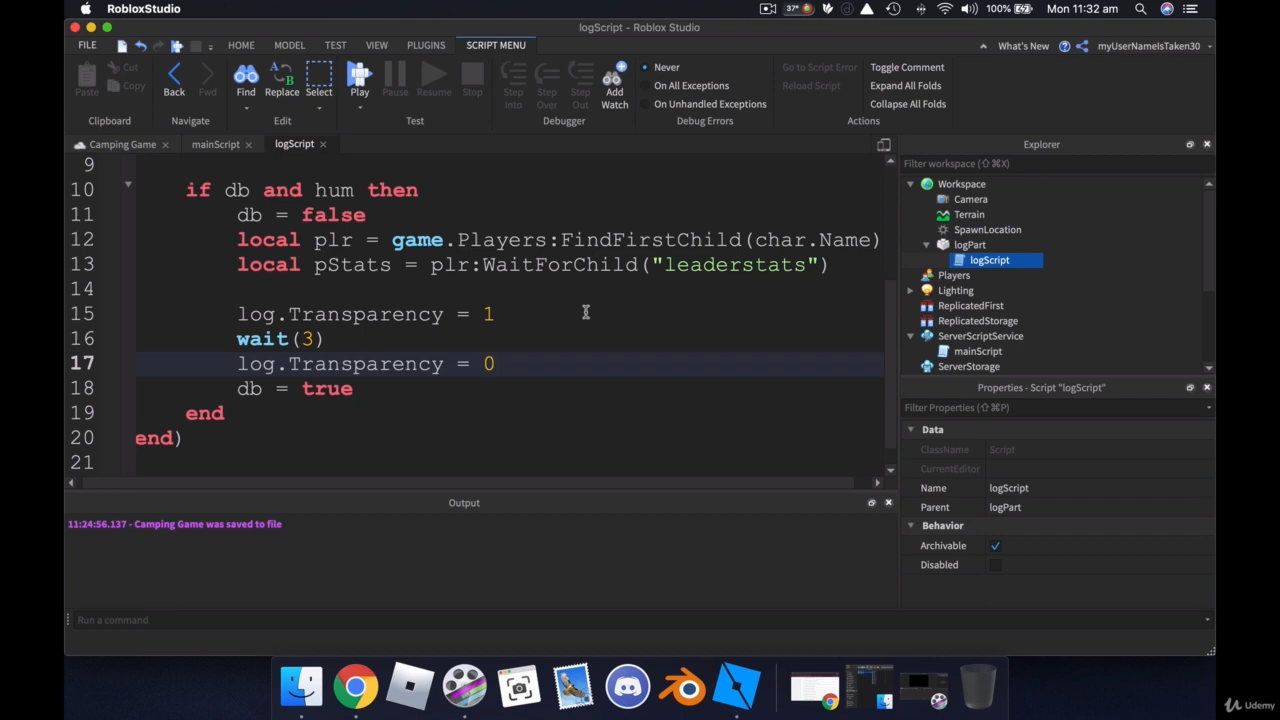 RobloxStudio
37°
100%
Mon 11:32 am
logScript - Roblox Studio
FILE
HOME
MODEL
TEST
VIEW
PLUGINS
SCRIPT MENU
What's New
myUserNameIsTaken30
Paste
Cut
Copy
Clipboard
Back
Fwd
Navigate
Find
Replace
Select
Edit
Play
Pause
Resume
Stop
Test
Step Into
Step Over
Step Out
Add Watch
Debugger
Never
On All Exceptions
On Unhandled Exceptions
Debug Errors
Go to Script Error
Reload Script
Toggle Comment
Expand All Folds
Collapse All Folds
Actions
Camping Game
mainScript
logScript
9
10 if db and hum then
11 db = false
12 local plr = game.Players:FindFirstChild(char.Name)
13 local pStats = plr:WaitForChild("leaderstats")
14
15 log.Transparency = 1
16 wait(3)
17 log.Transparency = 0
18 db = true
19 end
20 end)
21
Output
11:24:56.137 - Camping Game was saved to file
Run a command
Explorer
Filter workspace (⇧⌘X)
Workspace
Camera
Terrain
SpawnLocation
logPart
logScript
Players
Lighting
ReplicatedFirst
ReplicatedStorage
ServerScriptService
mainScript
ServerStorage
Properties - Script "logScript"
Filter Properties (⇧⌘P)
Data
ClassName Script
CurrentEditor
Name logScript
Parent logPart
Behavior
Archivable
Disabled
Udemy